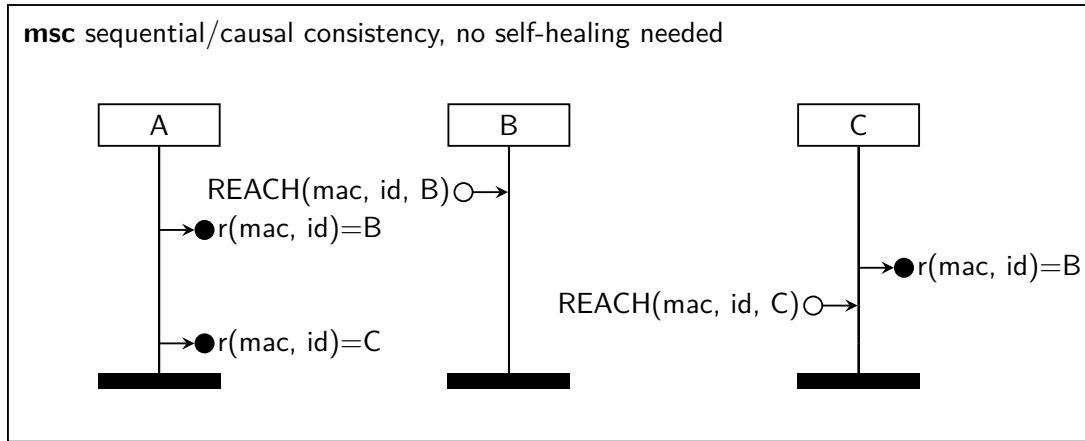 msc sequential/causal consistency, no self-healing needed
A
B
C
REACH(mac, id, B)
r(mac, id)=B
r(mac, id)=B
REACH(mac, id, C)
r(mac, id)=C